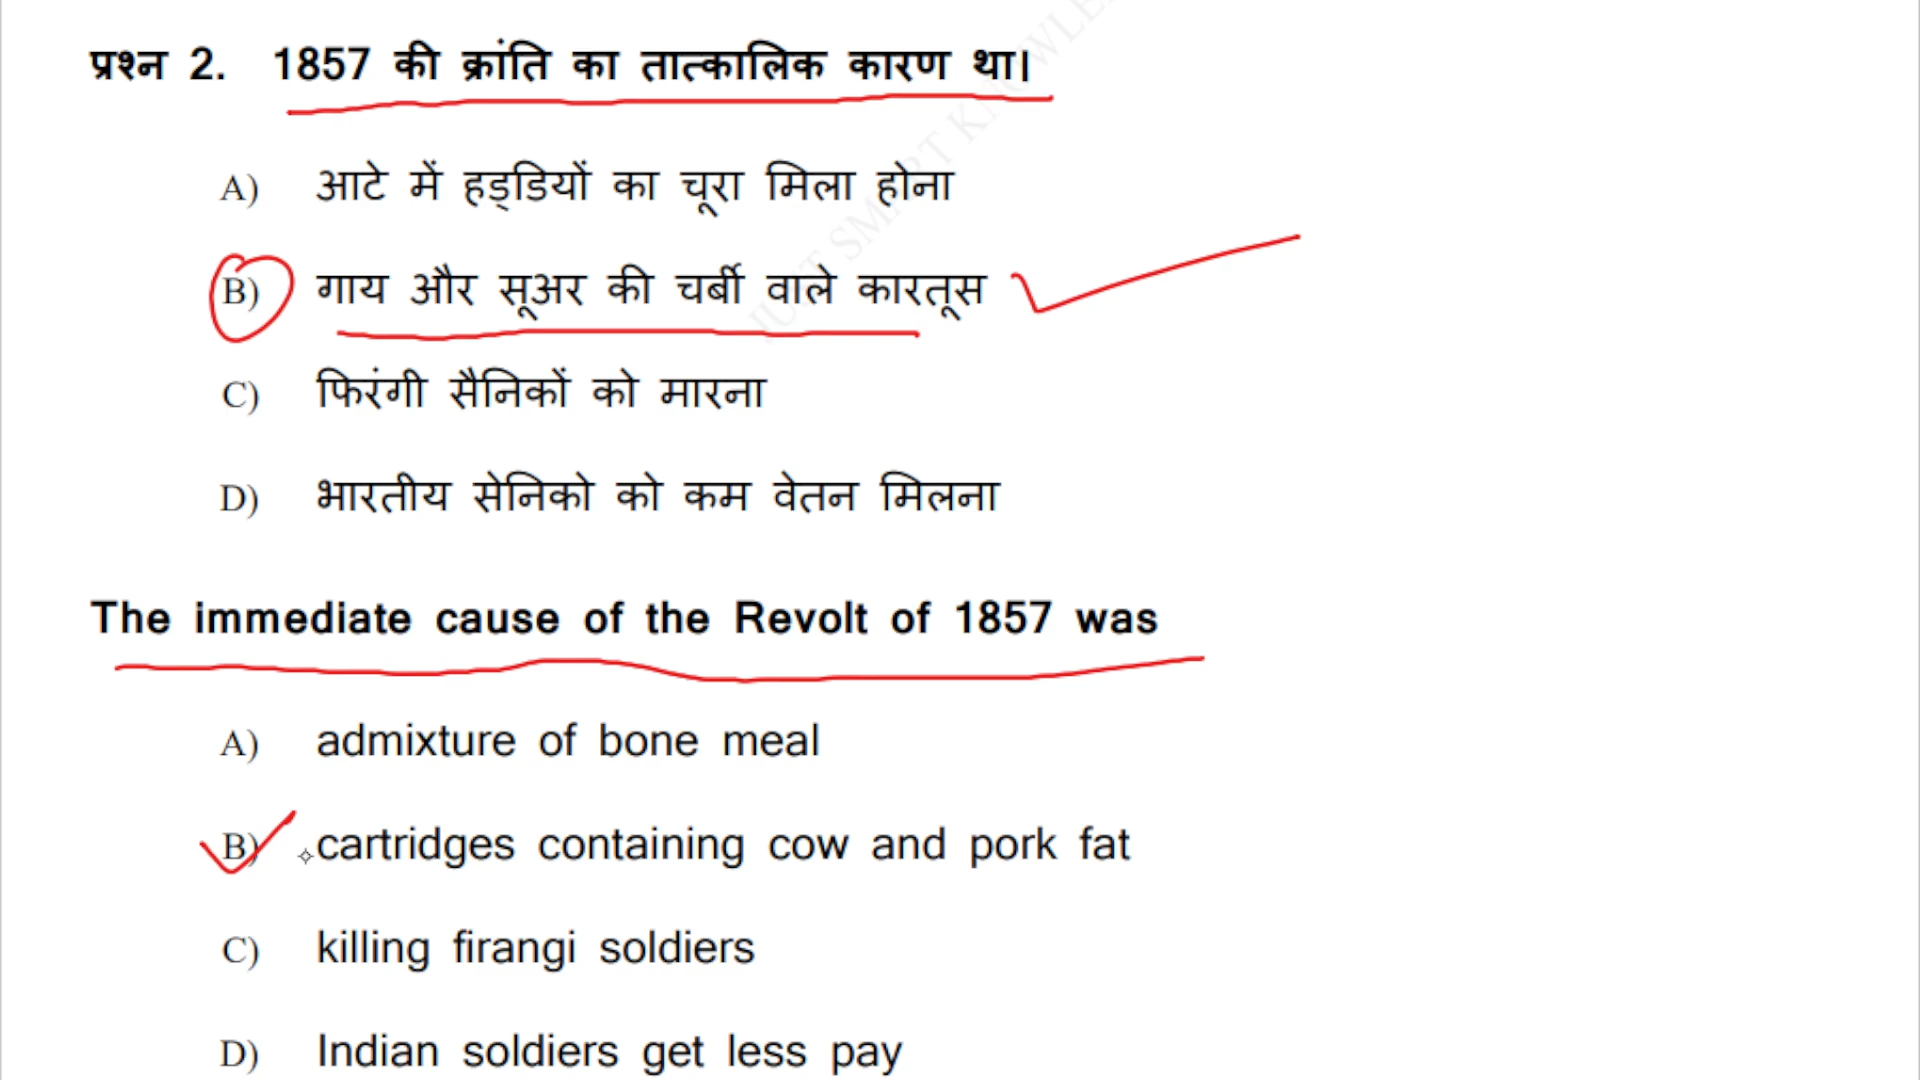 प्रश्न 2. 1857 की क्रांति का तात्कालिक कारण था।
A) आटे में हड्डियों का चूरा मिला होना
B) गाय और सूअर की चर्बी वाले कारतूस
C) फिरंगी सैनिकों को मारना
D) भारतीय सेनिको को कम वेतन मिलना
The immediate cause of the Revolt of 1857 was
A) admixture of bone meal
B) cartridges containing cow and pork fat
C) killing firangi soldiers
D) Indian soldiers get less pay